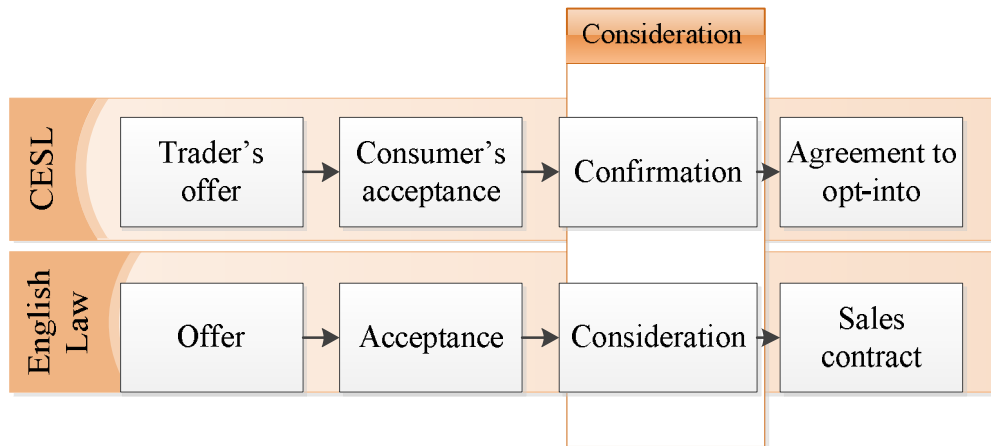 Consideration
CESL
Trader’s
offer
Consumer’s
acceptance
Confirmation
Agreement to
opt-into
English
Law
Offer
Acceptance
Consideration
Sales
contract